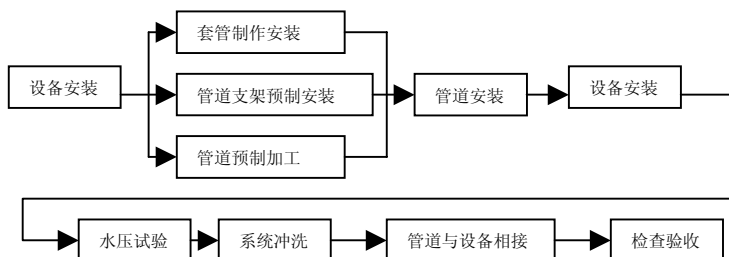 套管制作安装
设备安装
管道支架预制安装
管道安装
设备安装
管道预制加工
水压试验
系统冲洗
管道与设备相接
检查验收